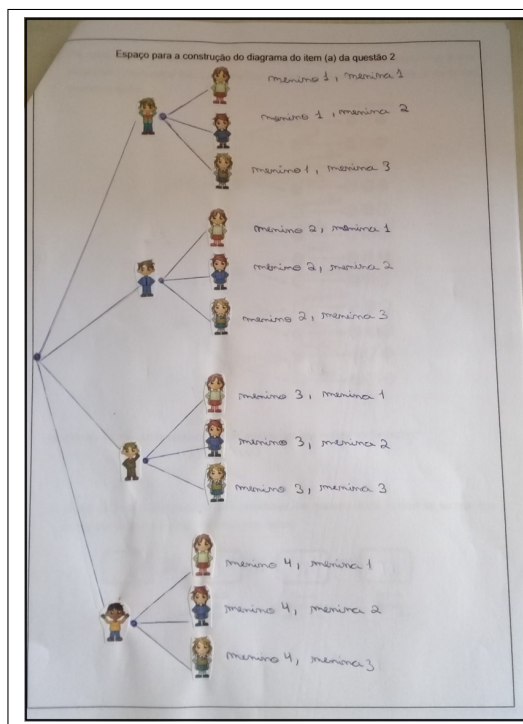 Espaço para a construção do diagrama do item (a) da questão 2
menino 1, menina 1
menino 1, menina 2
menino 1, menina 3
menino 2, menina 1
menino 2, menina 2
menino 2, menina 3
menino 3, menina 1
menino 3, menina 2
menino 3, menina 3
menino 4, menina 1
menino 4, menina 2
menino 4, menina 3